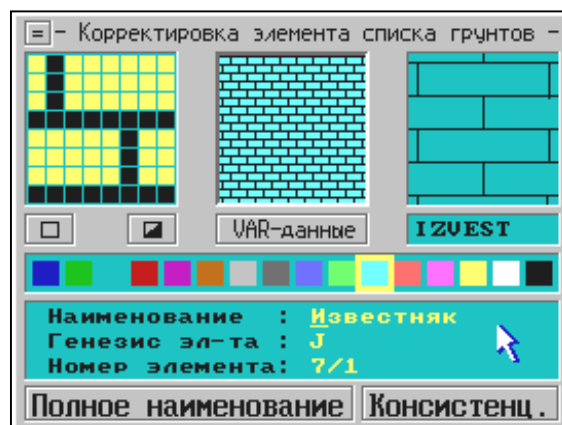 = - Корректировка элемента списка грунтов -
VAR-данные IZVEST
Наименование : Известняк
Генезис эл-та : J
Номер элемента: 7/1
Полное наименование Консистенц.